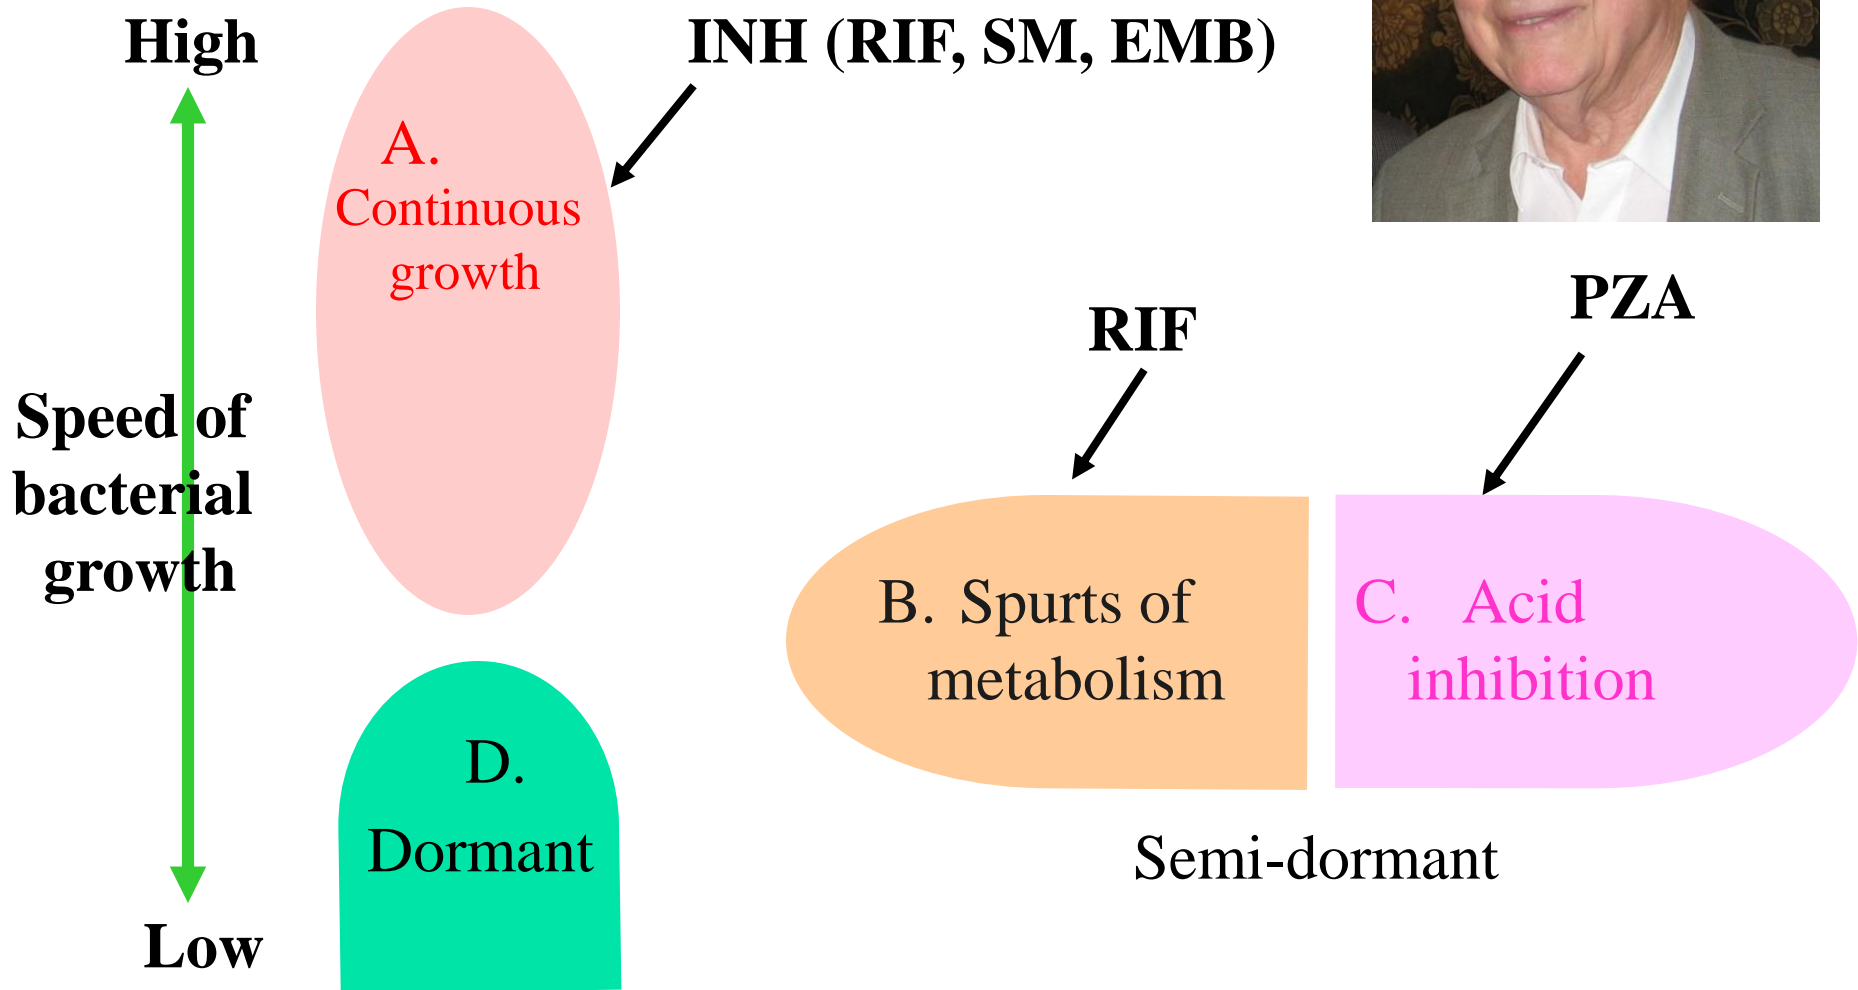 High
INH (RIF, SM, EMB)
A.
Continuous
growth
PZA
RIF
Speed of
bacterial
growth
B. Spurts of
metabolism
C. Acid
inhibition
D.
Dormant
Semi-dormant
Low